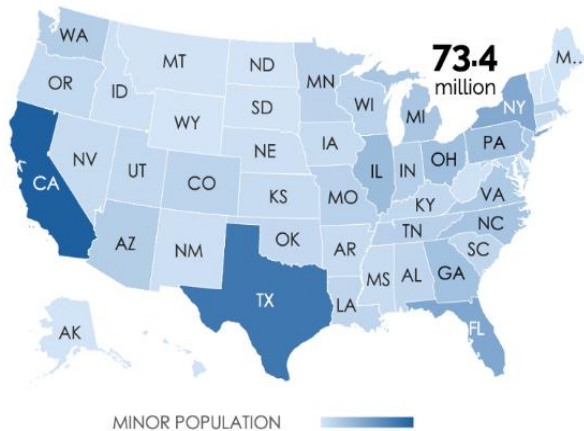 WA
MT
ND
MN
73.4
million
M...
OR
ID
SD
WI
MI
NY
WY
IA
PA
NV
NE
IL
IN
OH
CA
UT
CO
KS
MO
KY
VA
AZ
NM
OK
AR
TN
NC
SC
TX
LA
MS
AL
GA
FL
AK
MINOR POPULATION